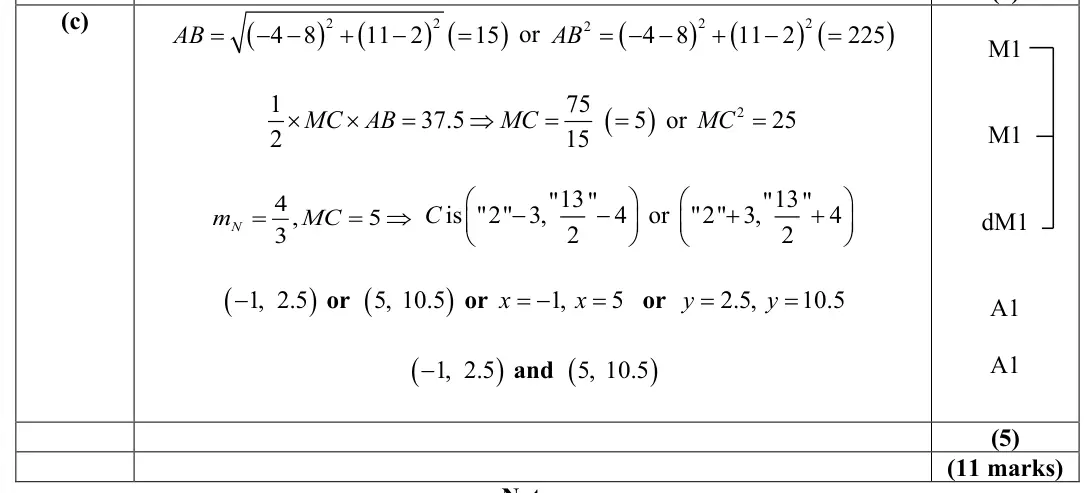 (c)
AB = √((−4−8)² + (11−2)²) (=15) or AB² = (−4−8)² + (11−2)² (= 225)
M1
1/2 × MC × AB = 37.5 ⇒ MC = 75/15 (= 5) or MC² = 25
M1
m_N = 4/3, MC = 5 ⇒ C is ("2"− 3, "13"/2 − 4) or ("2"+ 3, "13"/2 + 4)
dM1
(−1, 2.5) or (5, 10.5) or x = −1, x = 5 or y = 2.5, y = 10.5
A1
(−1, 2.5) and (5, 10.5)
A1
(5)
(11 marks)